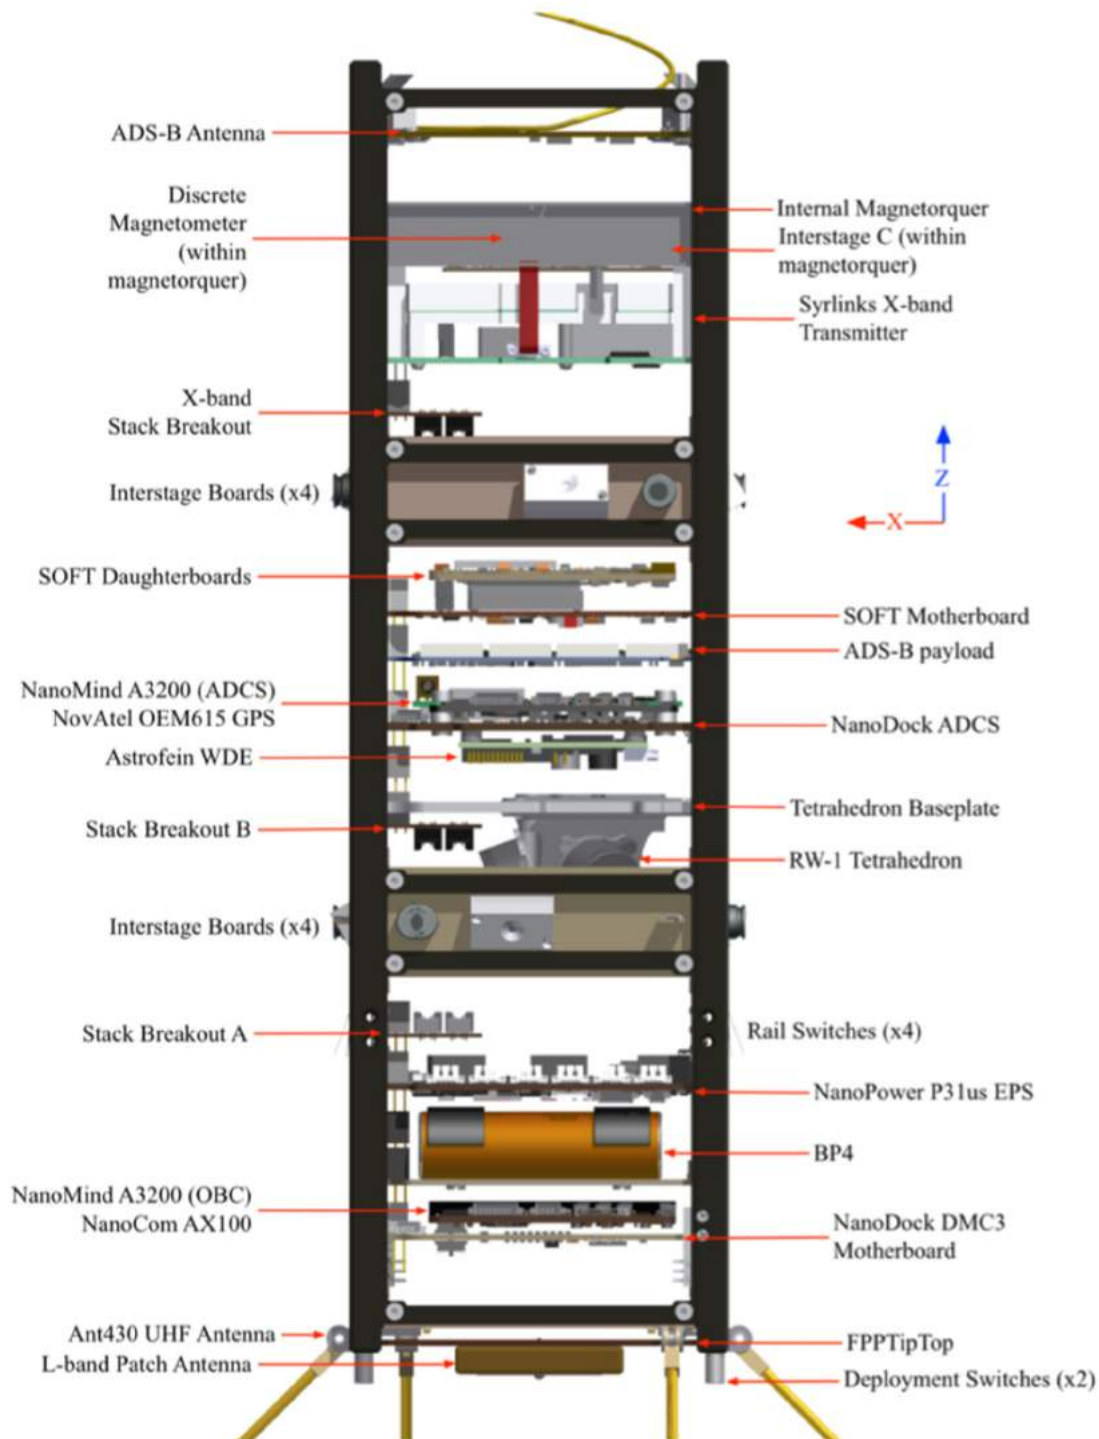 ADS-B Antenna
Discrete
Magnetometer
(within
magnetorquer)
Internal Magnetorquer
Interstage C (within
magnetorquer)
Syrlinks X-band
Transmitter
X-band
Stack Breakout
Interstage Boards (x4)
Z
X
SOFT Daughterboards
SOFT Motherboard
ADS-B payload
NanoMind A3200 (ADCS)
NovAtel OEM615 GPS
NanoDock ADCS
Astrofein WDE
Tetrahedron Baseplate
Stack Breakout B
RW-1 Tetrahedron
Interstage Boards (x4)
Stack Breakout A
Rail Switches (x4)
NanoPower P31us EPS
BP4
NanoMind A3200 (OBC)
NanoCom AX100
NanoDock DMC3
Motherboard
Ant430 UHF Antenna
FPPTipTop
L-band Patch Antenna
Deployment Switches (x2)